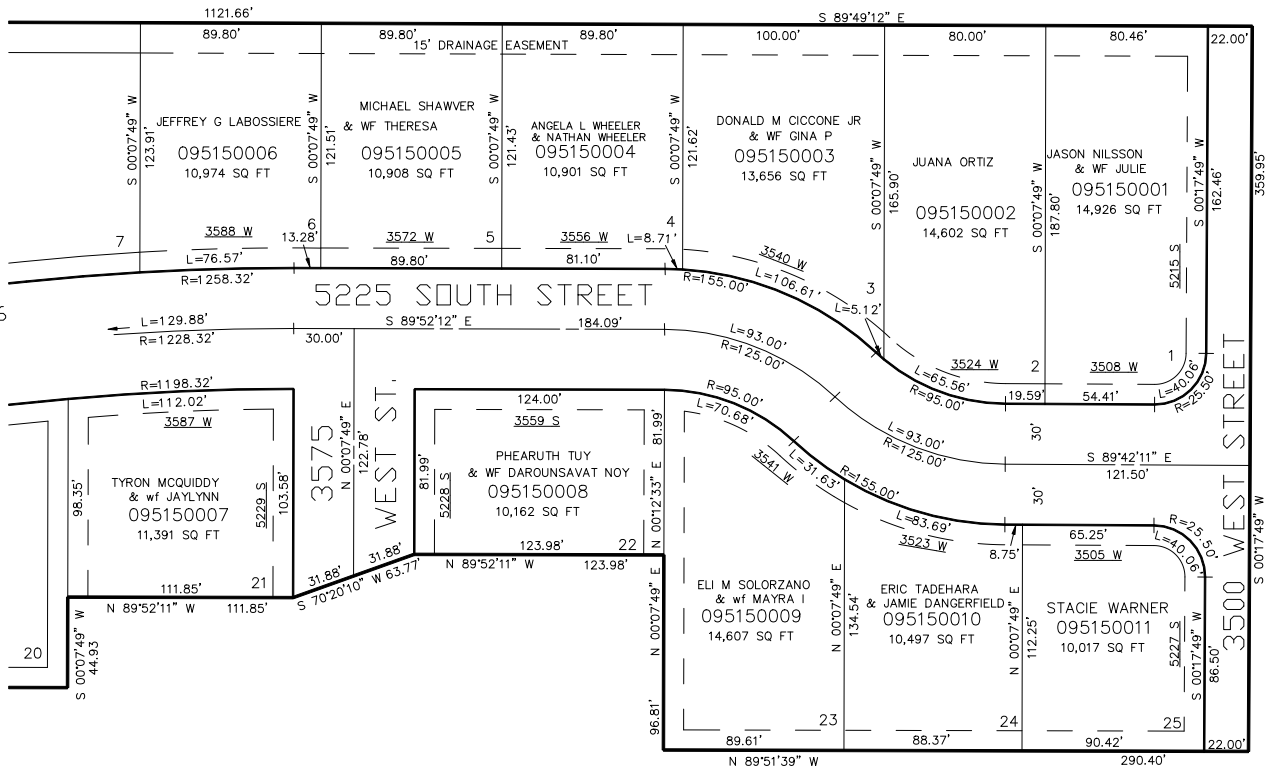 1121.66'
S 89°49'12" E
89.80'
89.80'
89.80'
100.00'
80.00'
80.46'
22.00'
15' DRAINAGE EASEMENT
S 00°07'49" W
123.91'
JEFFREY G LABOSSIERE
095150006
10,974 SQ FT
S 00°07'49" W
121.51'
MICHAEL SHAWVER
& WF THERESA
095150005
10,908 SQ FT
S 00°07'49" W
121.43'
ANGELA L WHEELER
& NATHAN WHEELER
095150004
10,901 SQ FT
S 00°07'49" W
121.62'
DONALD M CICCONE JR
& WF GINA P
095150003
13,656 SQ FT
S 00°07'49" W
165.90'
JUANA ORTIZ
095150002
14,602 SQ FT
S 00°07'49" W
187.80'
JASON NILSSON
& WF JULIE
095150001
14,926 SQ FT
S 00°17'49" W
162.46'
359.95'
5215 S
7
3588 W
13.28'
6
3572 W
5
3556 W
4
L=8.71'
3540 W
L=76.57'
R=1258.32'
89.80'
81.10'
R=155.00'
L=106.61'
3
L=5.12'
5225 SOUTH STREET
6
L=129.88'
R=1228.32'
S 89°52'12" E
184.09'
30.00'
L=93.00'
R=125.00'
3524 W
2
3508 W
1
L=65.56'
R=95.00'
19.59'
54.41'
L=40.06'
R=25.50'
R=1198.32'
L=112.02'
3587 W
3575
WEST ST.
N 00°07'49" E
122.78'
124.00'
3559 S
R=95.00'
L=70.68'
30'
L=93.00'
R=125.00'
S 89°42'11" E
121.50'
30'
3500 WEST STREET
S 00°17'49" W
98.35'
TYRON MCQUIDDY
& wf JAYLYNN
095150007
11,391 SQ FT
5229 S
103.58'
81.99'
5228 S
PHEARUTH TUY
& WF DAROUNSAVAT NOY
095150008
10,162 SQ FT
81.99'
N 00°12'33" E
3541 W
L=31.63'
R=155.00'
L=83.69'
3523 W
8.75'
65.25'
3505 W
R=25.50'
L=40.06'
31.88'
31.88'
S 70°20'10" W 63.77'
123.98'
22
N 89°52'11" W
123.98'
111.85'
21
N 89°52'11" W
111.85'
20
S 00°07'49" W
44.93
N 00°07'49" E
96.81'
ELI M SOLORZANO
& wf MAYRA I
095150009
14,607 SQ FT
N 00°07'49" E
134.54'
ERIC TADEHARA
& JAMIE DANGERFIELD
095150010
10,497 SQ FT
N 00°07'49" E
112.25'
STACIE WARNER
095150011
10,017 SQ FT
5227 S
S 00°17'49" W
86.50'
23
24
25
89.61'
88.37'
90.42'
22.00'
N 89°51'39" W
290.40'